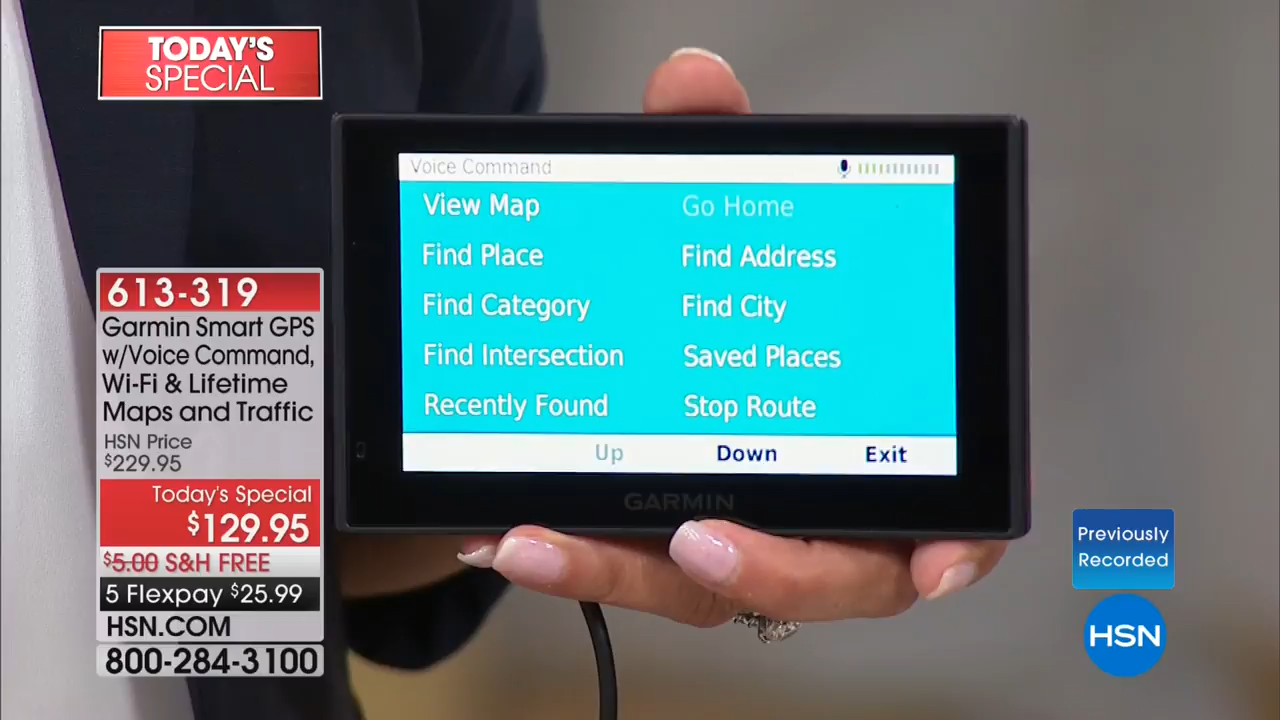 TODAY'S
SPECIAL
613-319
Garmin Smart GPS
w/Voice Command,
Wi-Fi & Lifetime
Maps and Traffic
HSN Price
$229.95
Today's Special
$129.95
$5.00 S&H FREE
5 Flexpay $25.99
HSN.COM
800-284-3100
Voice Command
View Map Go Home
Find Place Find Address
Find Category Find City
Find Intersection Saved Places
Recently Found Stop Route
Up Down Exit
GARMIN
Previously
Recorded
HSN